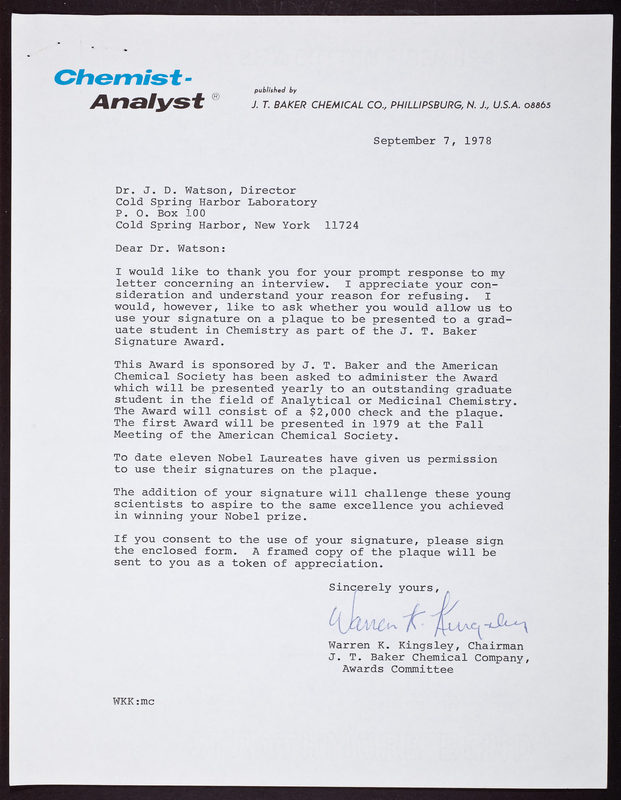 Chemist-
Analyst ®
published by
J. T. BAKER CHEMICAL CO., PHILLIPSBURG, N. J., U.S.A. 08865
September 7, 1978
Dr. J. D. Watson, Director
Cold Spring Harbor Laboratory
P. O. Box 100
Cold Spring Harbor, New York  11724
Dear Dr. Watson:
I would like to thank you for your prompt response to my
letter concerning an interview.  I appreciate your con-
sideration and understand your reason for refusing.  I
would, however, like to ask whether you would allow us to
use your signature on a plaque to be presented to a grad-
uate student in Chemistry as part of the J. T. Baker
Signature Award.
This Award is sponsored by J. T. Baker and the American
Chemical Society has been asked to administer the Award
which will be presented yearly to an outstanding graduate
student in the field of Analytical or Medicinal Chemistry.
The Award will consist of a $2,000 check and the plaque.
The first Award will be presented in 1979 at the Fall
Meeting of the American Chemical Society.
To date eleven Nobel Laureates have given us permission
to use their signatures on the plaque.
The addition of your signature will challenge these young
scientists to aspire to the same excellence you achieved
in winning your Nobel prize.
If you consent to the use of your signature, please sign
the enclosed form.  A framed copy of the plaque will be
sent to you as a token of appreciation.
Sincerely yours,
Warren K. Kingsley
Warren K. Kingsley, Chairman
J. T. Baker Chemical Company,
Awards Committee
WKK:mc